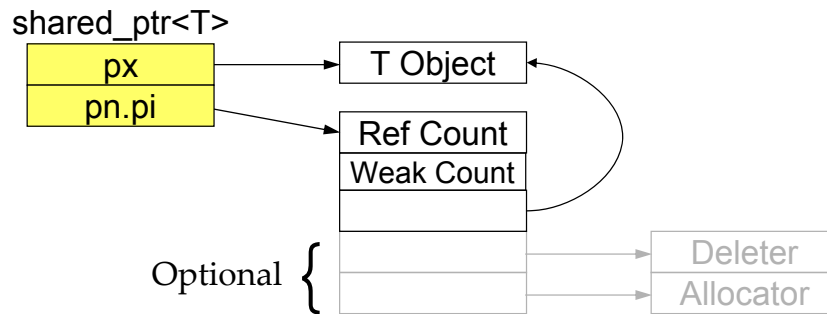 shared_ptr<T>
px
T Object
pn.pi
Ref Count
Weak Count
Optional {
Deleter
Allocator